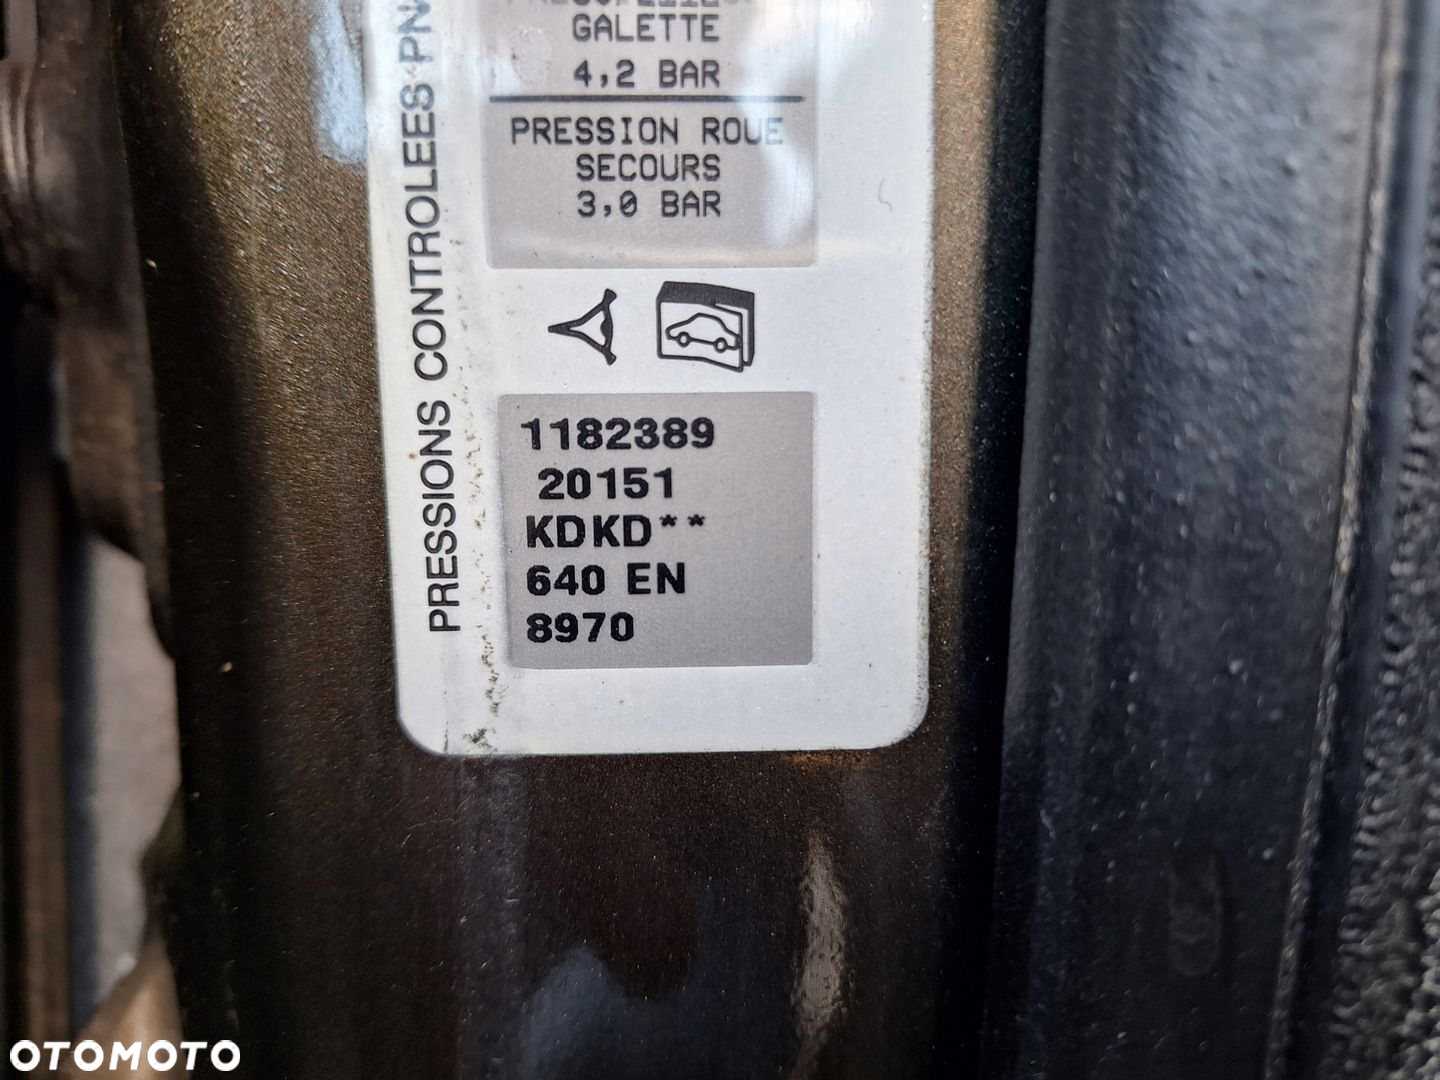 GALETTE
4,2 BAR
PRESSION ROUE
SECOURS
3,0 BAR
PRESSIONS CONTROLEES PN
1182389
20151
KDKD**
640 EN
8970
OTOMOTO